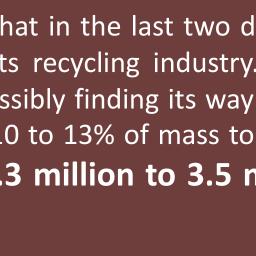 hat in the last two d
ts recycling industry.
ssibly finding its way
10 to 13% of mass to
.3 million to 3.5 m